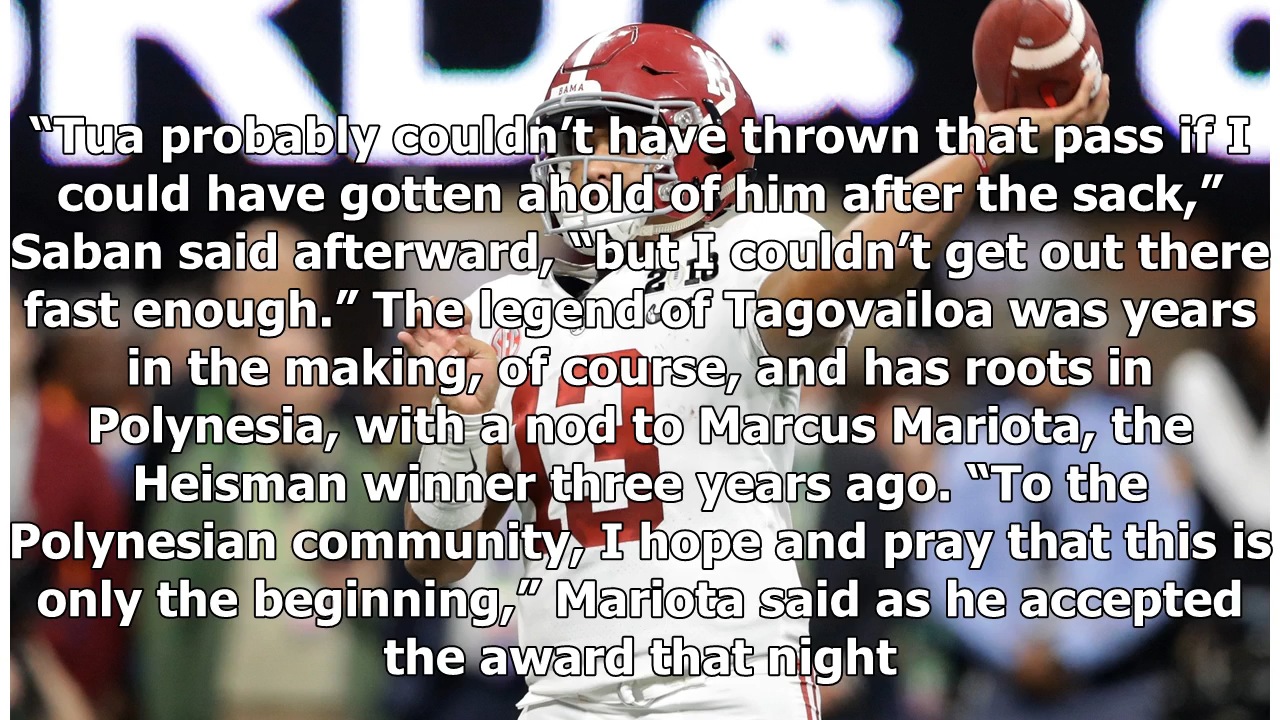 “Tua probably couldn’t have thrown that pass if I
could have gotten ahold of him after the sack,”
Saban said afterward, “but I couldn’t get out there
fast enough.” The legend of Tagovailoa was years
in the making, of course, and has roots in
Polynesia, with a nod to Marcus Mariota, the
Heisman winner three years ago. “To the
Polynesian community, I hope and pray that this is
only the beginning,” Mariota said as he accepted
the award that night
BAMA
13
SEC
13